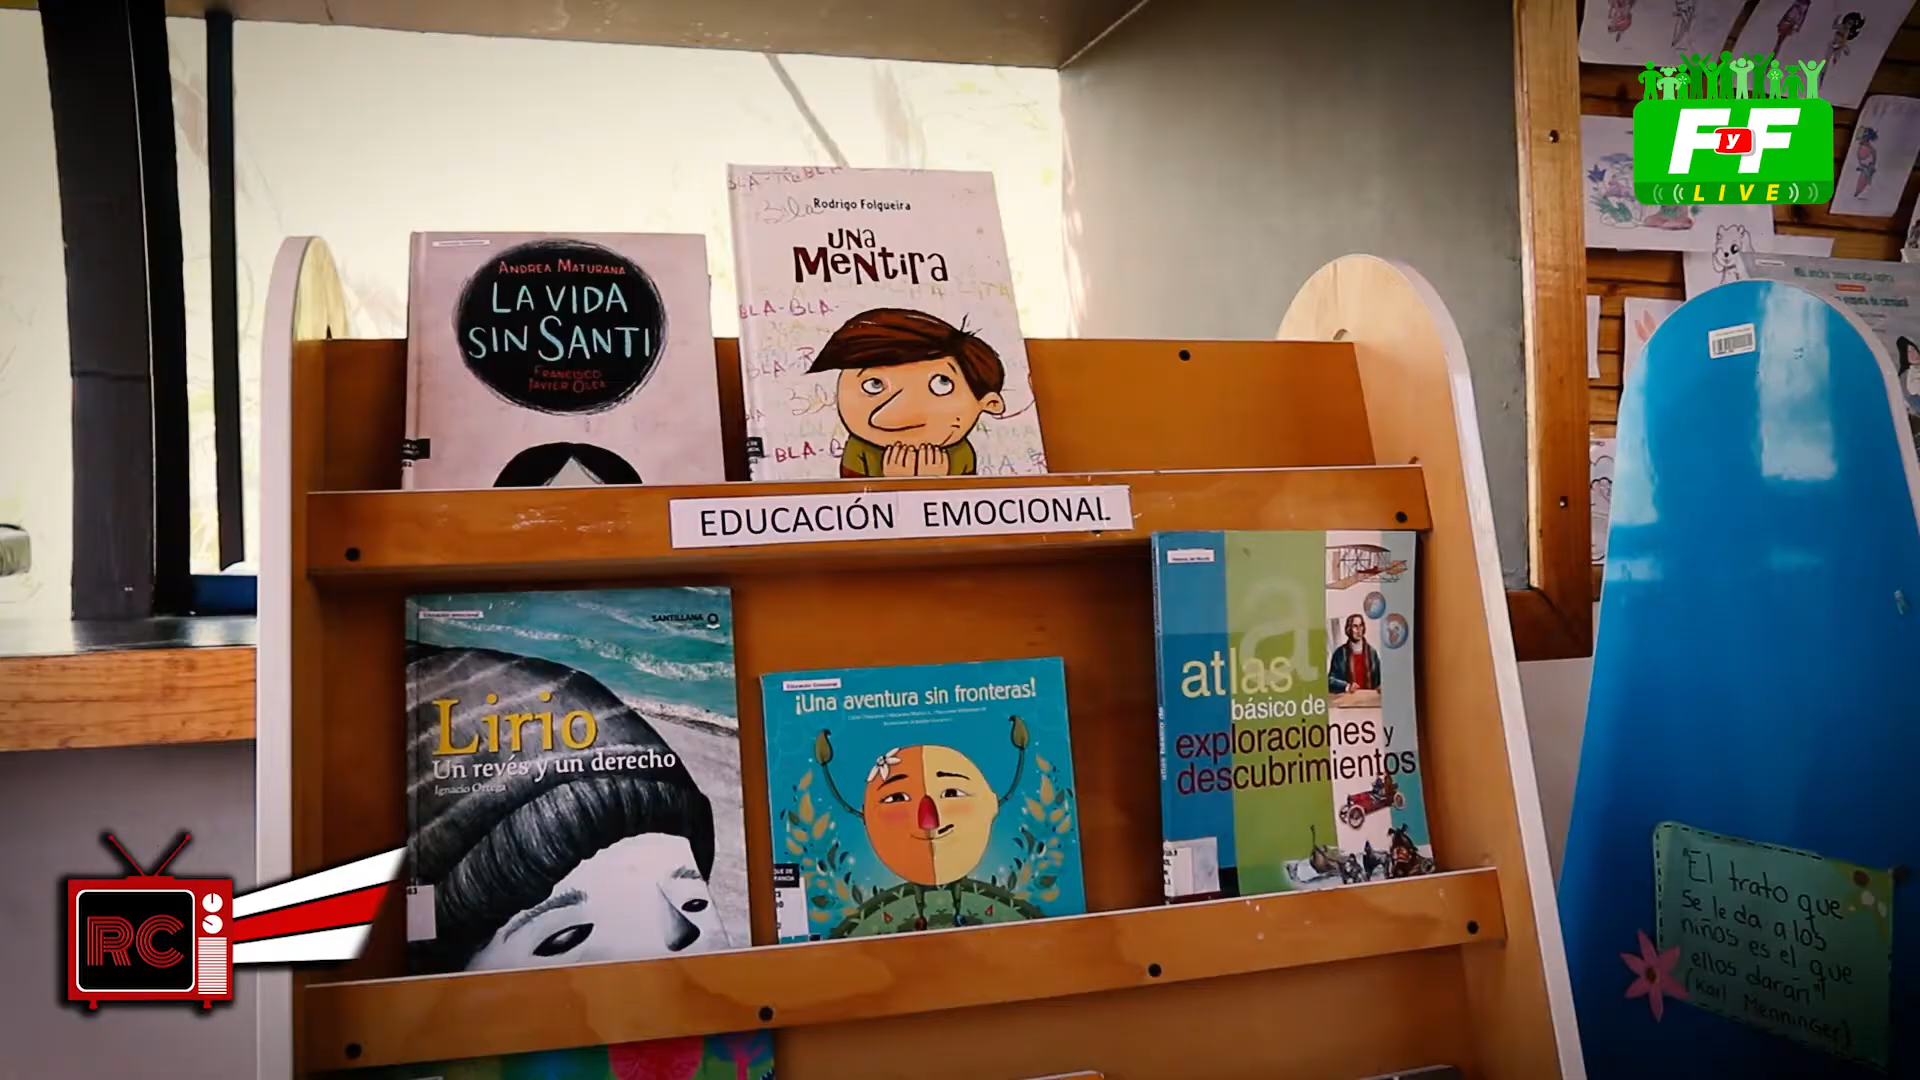 FyF
LIVE
ANDREA MATURANA
LA VIDA
SIN SANTI
FRANCISCO
JAVIER OLEA
Rodrigo Folgueira
UNA
MENTIRA
BLA-BLA-
BLA-B
EDUCACIÓN EMOCIONAL
SANTILLANA
Lirio
Un revés y un derecho
Ignacio Ortega
¡Una aventura sin fronteras!
a
atlas
básico de
exploraciones y
descubrimientos
RC
"El trato que
se le da a los
niños es el que
ellos darán"
(Karl Menninger)